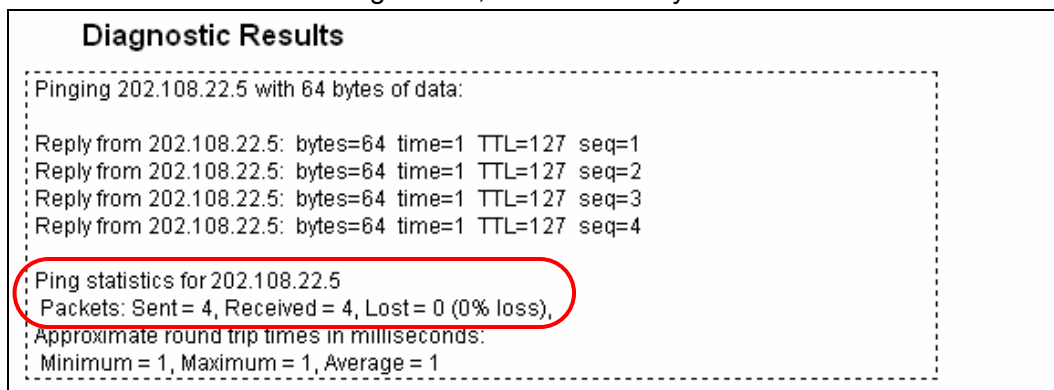 Diagnostic Results
Pinging 202.108.22.5 with 64 bytes of data:
Reply from 202.108.22.5: bytes=64 time=1 TTL=127 seq=1
Reply from 202.108.22.5: bytes=64 time=1 TTL=127 seq=2
Reply from 202.108.22.5: bytes=64 time=1 TTL=127 seq=3
Reply from 202.108.22.5: bytes=64 time=1 TTL=127 seq=4
Ping statistics for 202.108.22.5
Packets: Sent = 4, Received = 4, Lost = 0 (0% loss),
Approximate round trip times in milliseconds:
Minimum = 1, Maximum = 1, Average = 1